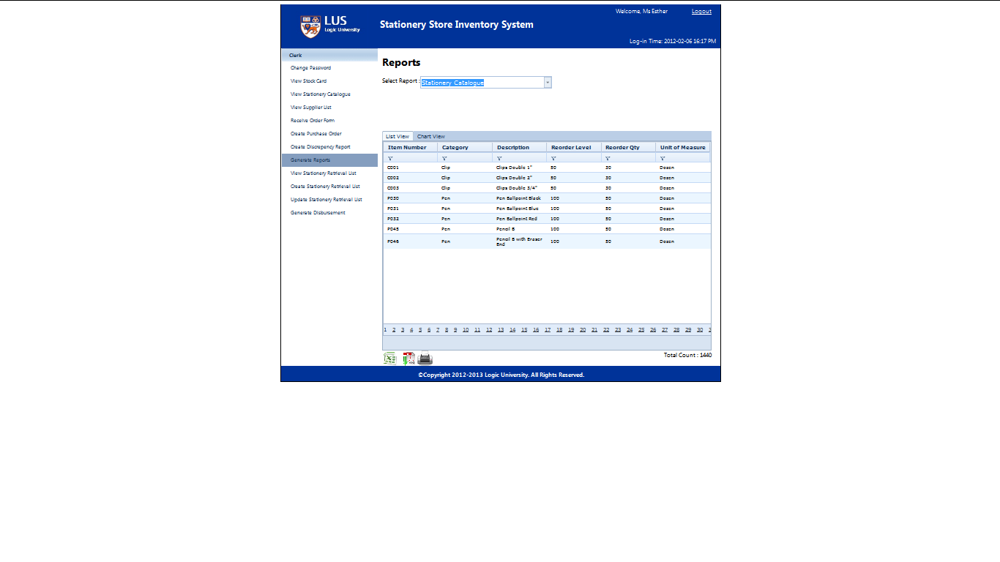 Welcome, Ms Esther Logout
LUS
Logic University
Stationery Store Inventory System
Log-in Time: 2012-02-06 16:17 PM
Clerk
Change Password
View Stock Card
View Stationery Catalogue
View Supplier List
Receive Order Form
Create Purchase Order
Create Discrepancy Report
Generate Reports
View Stationery Retrieval List
Create Stationery Retrieval List
Update Stationery Retrieval List
Generate Disbursement
Reports
Select Report : Stationery Catalogue
List View Chart View
Item Number Category Description Reorder Level Reorder Qty Unit of Measure
C001 Clip Clips Double 1" 50 30 Dozen
C002 Clip Clips Double 2" 50 30 Dozen
C003 Clip Clips Double 3/4" 50 30 Dozen
P030 Pen Pen Ballpoint Black 100 50 Dozen
P031 Pen Pen Ballpoint Blue 100 50 Dozen
P032 Pen Pen Ballpoint Red 100 50 Dozen
P045 Pen Pencil B 100 50 Dozen
P046 Pen Pencil B with Eraser End 100 50 Dozen
1 2 3 4 5 6 7 8 9 10 11 12 13 14 15 16 17 18 19 20 21 22 23 24 25 26 27 28 29 30 3
Total Count : 1440
©Copyright 2012-2013 Logic University. All Rights Reserved.